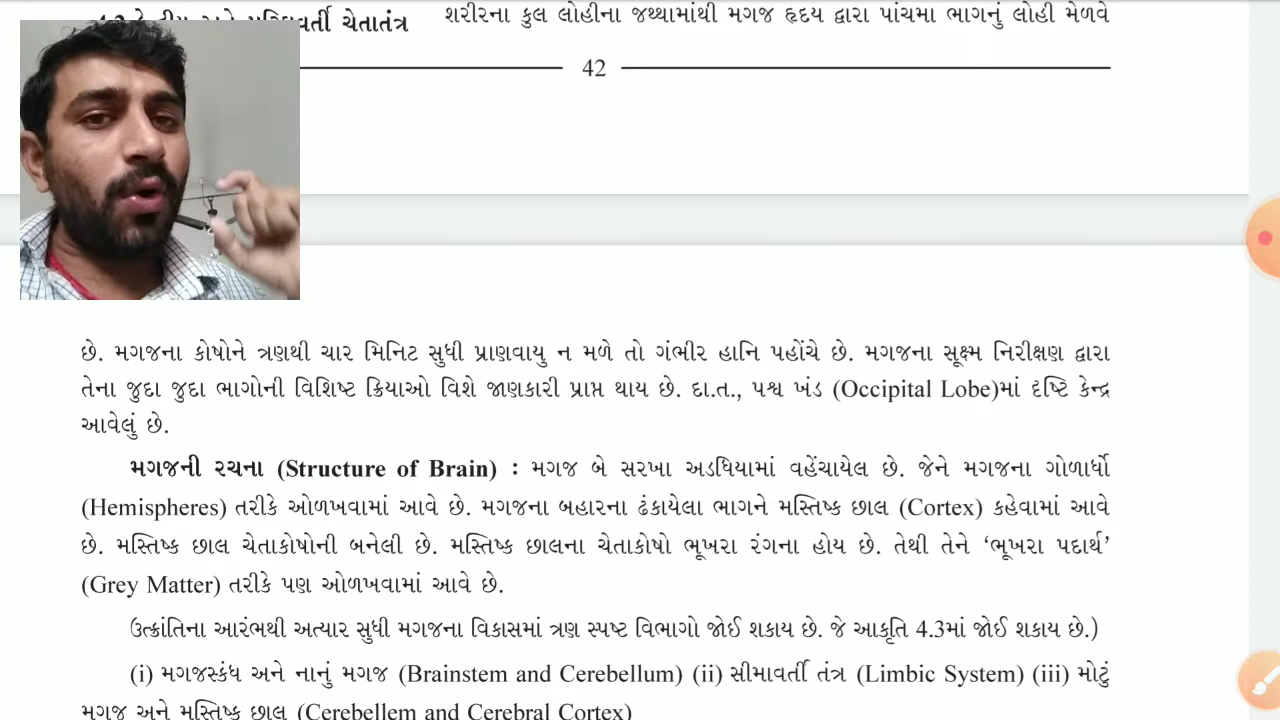 ચેતાતંત્ર
શરીરના કુલ લોહીના જથ્થામાંથી મગજ હૃદય દ્વારા પાંચમા ભાગનું લોહી મેળવે
42
છે. મગજના કોષોને ત્રણથી ચાર મિનિટ સુધી પ્રાણવાયુ ન મળે તો ગંભીર હાનિ પહોંચે છે. મગજના સૂક્ષ્મ નિરીક્ષણ દ્વારા
તેના જુદા જુદા ભાગોની વિશિષ્ટ ક્રિયાઓ વિશે જાણકારી પ્રાપ્ત થાય છે. દા.ત., પશ્વ ખંડ (Occipital Lobe)માં દૃષ્ટિ કેન્દ્ર
આવેલું છે.
મગજની રચના (Structure of Brain) : મગજ બે સરખા અડધિયામાં વહેંચાયેલ છે. જેને મગજના ગોળાર્ધો
(Hemispheres) તરીકે ઓળખવામાં આવે છે. મગજના બહારના ઢંકાયેલા ભાગને મસ્તિષ્ક છાલ (Cortex) કહેવામાં આવે
છે. મસ્તિષ્ક છાલ ચેતાકોષોની બનેલી છે. મસ્તિષ્ક છાલના ચેતાકોષો ભૂખરા રંગના હોય છે. તેથી તેને ‘ભૂખરા પદાર્થ’
(Grey Matter) તરીકે પણ ઓળખવામાં આવે છે.
ઉત્ક્રાંતિના આરંભથી અત્યાર સુધી મગજના વિકાસમાં ત્રણ સ્પષ્ટ વિભાગો જોઈ શકાય છે. જે આકૃતિ 4.3માં જોઈ શકાય છે.)
(i) મગજસ્કંધ અને નાનું મગજ (Brainstem and Cerebellum) (ii) સીમાવર્તી તંત્ર (Limbic System) (iii) મોટું
મગજ અને મસ્તિષ્ક છાલ (Cerebellem and Cerebral Cortex)